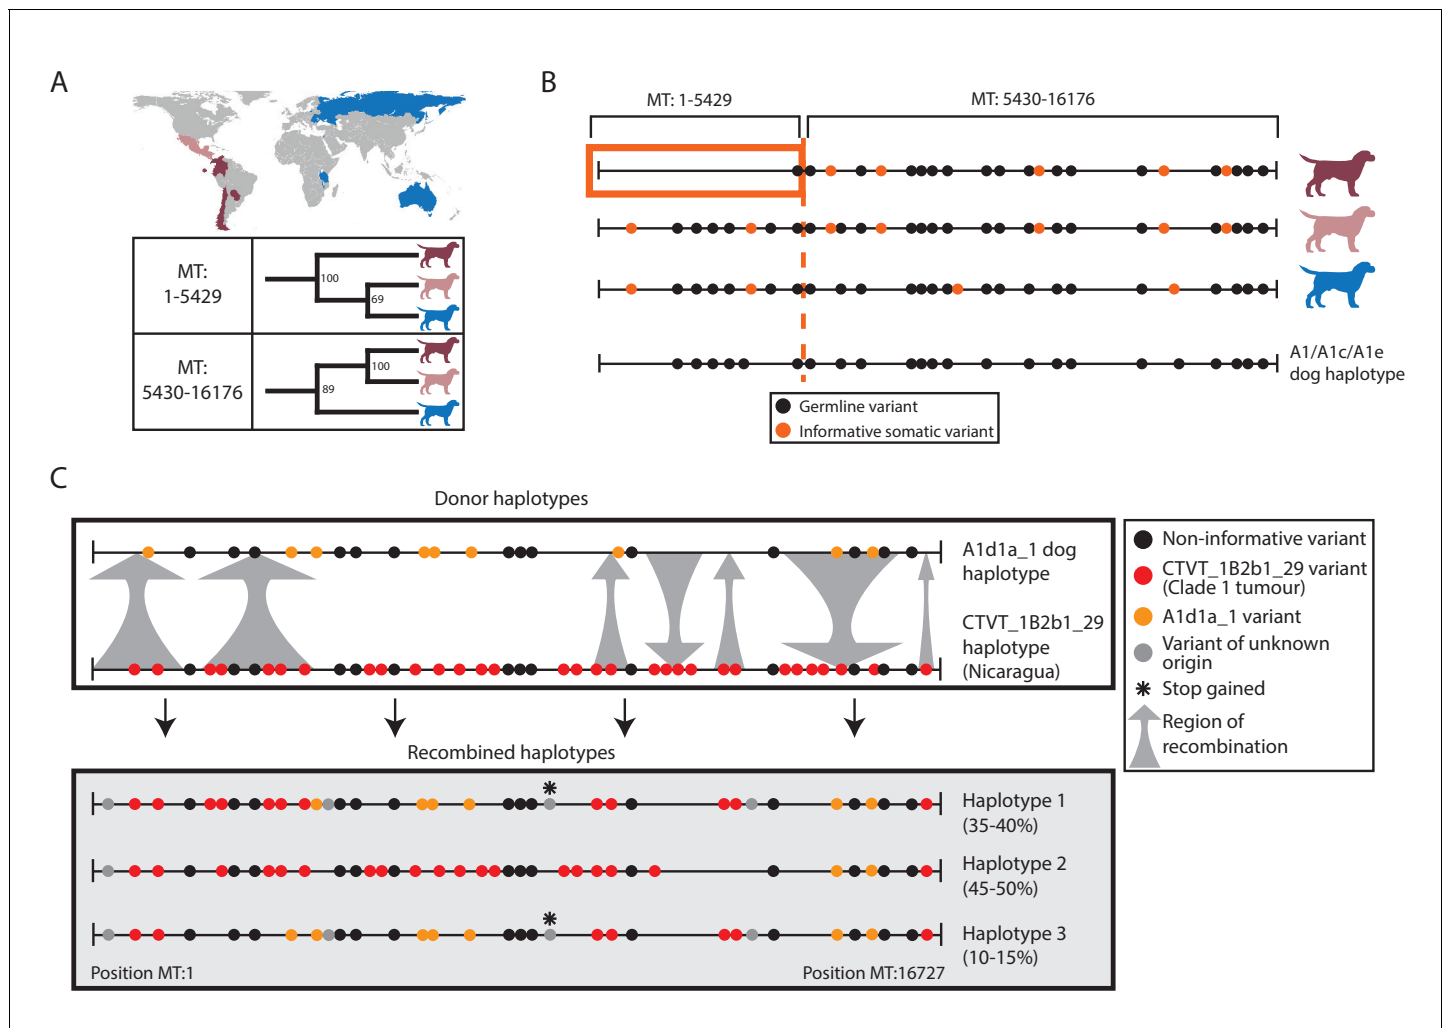 A
MT:
1-5429
100
69
MT:
5430-16176
100
89
B
MT: 1-5429
MT: 5430-16176
A1/A1c/A1e
dog haplotype
Germline variant
Informative somatic variant
C
Donor haplotypes
A1d1a_1 dog
haplotype
CTVT_1B2b1_29
haplotype
(Nicaragua)
Non-informative variant
CTVT_1B2b1_29 variant
(Clade 1 tumour)
A1d1a_1 variant
Variant of unknown
origin
Stop gained
Region of
recombination
Recombined haplotypes
Haplotype 1
(35-40%)
Haplotype 2
(45-50%)
Haplotype 3
(10-15%)
Position MT:1
Position MT:16727